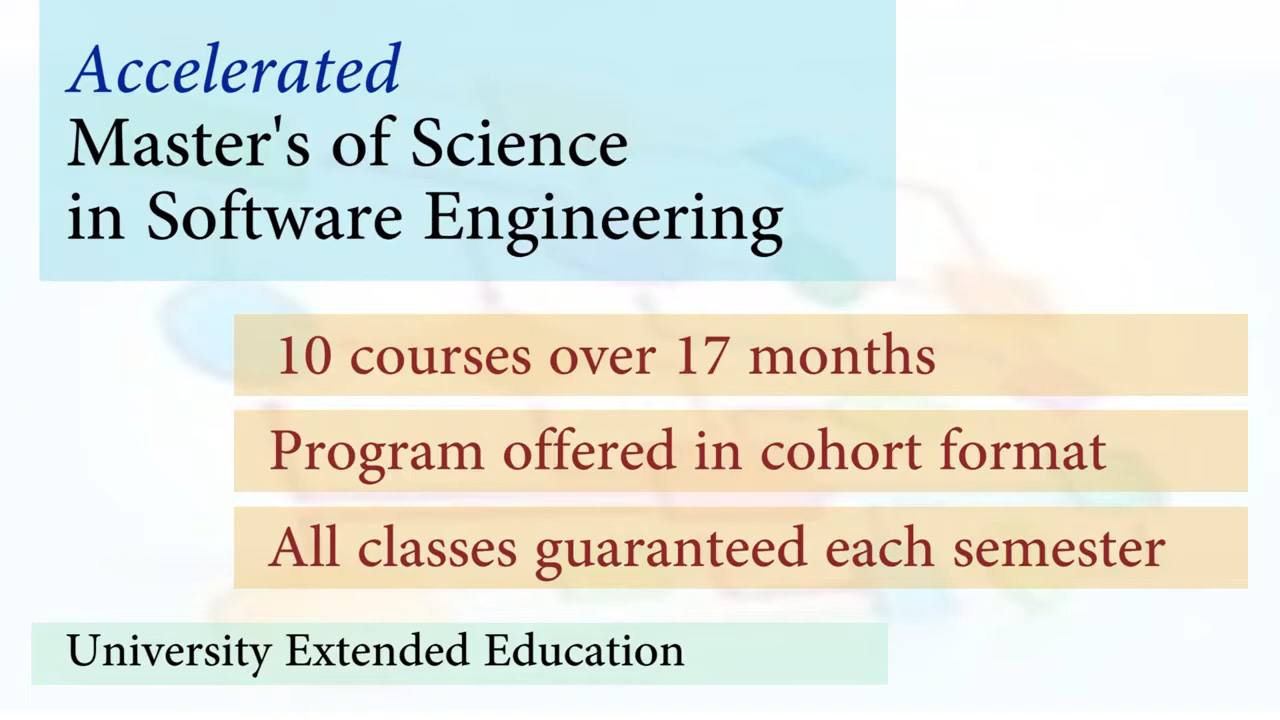 Accelerated
Master's of Science
in Software Engineering
10 courses over 17 months
Program offered in cohort format
All classes guaranteed each semester
University Extended Education